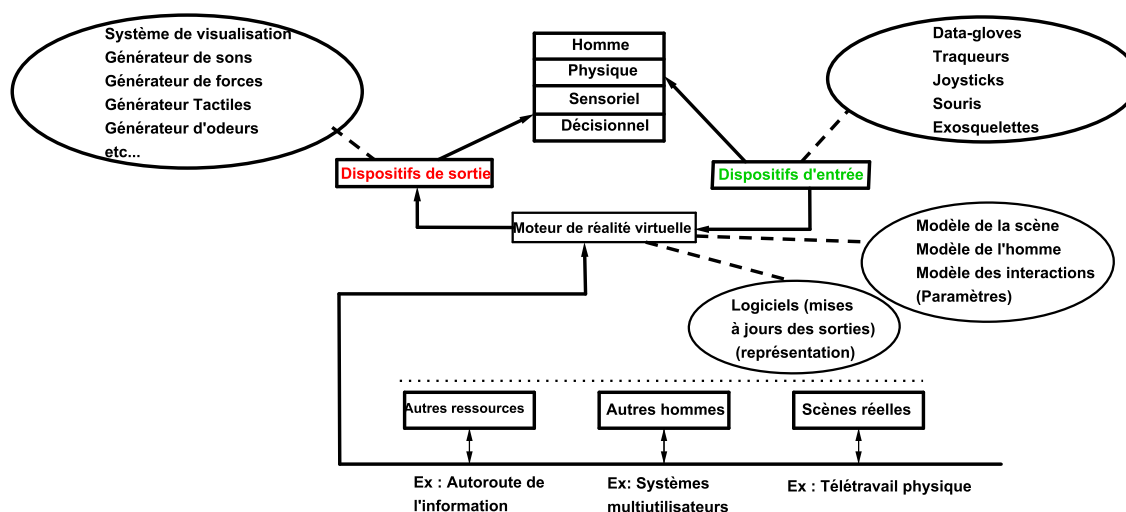 Système de visualisation
Générateur de sons
Générateur de forces
Générateur Tactiles
Générateur d'odeurs
etc...
Homme
Physique
Sensoriel
Décisionnel
Data-gloves
Traqueurs
Joysticks
Souris
Exosquelettes
Dispositifs de sortie
Dispositifs d'entrée
Moteur de réalité virtuelle
Modèle de la scène
Modèle de l'homme
Modèle des interactions
(Paramètres)
Logiciels (mises
à jours des sorties)
(représentation)
Autres ressources
Autres hommes
Scènes réelles
Ex : Autoroute de
l'information
Ex: Systèmes
multiutilisateurs
Ex : Télétravail physique